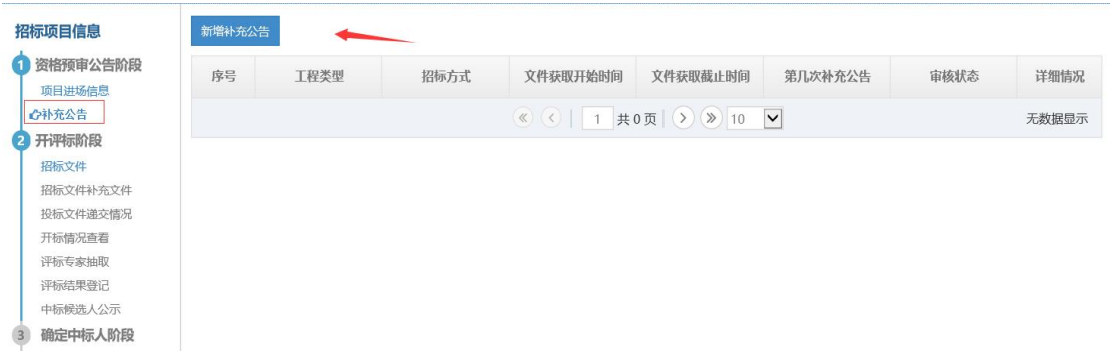 招标项目信息
1 资格预审公告阶段
项目进场信息
补充公告
2 开评标阶段
招标文件
招标文件补充文件
投标文件递交情况
开标情况查看
评标专家抽取
评标结果登记
中标候选人公示
3 确定中标人阶段
新增补充公告
序号 工程类型 招标方式 文件获取开始时间 文件获取截止时间 第几次补充公告 审核状态 详细情况
1 共 0 页 10 无数据显示